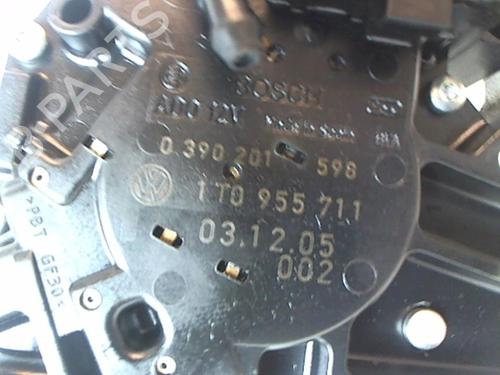 BOSCH
ADO 12V
Made in Spain
0 390 201 598
1T0 955 711
03.12.05
002
>PBT GF30<
PARTS